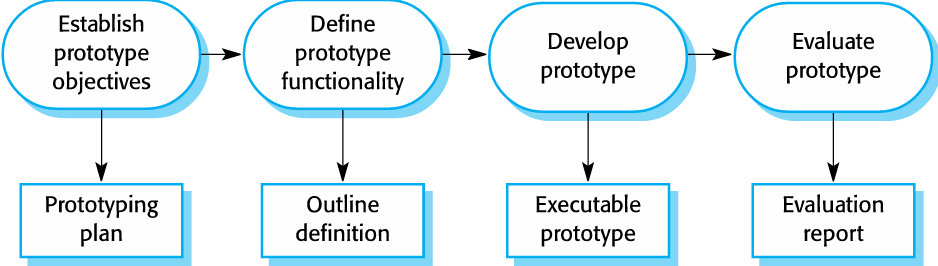 Establish
prototype
objectives
Define
prototype
functionality
Develop
prototype
Evaluate
prototype
Prototyping
plan
Outline
definition
Executable
prototype
Evaluation
report